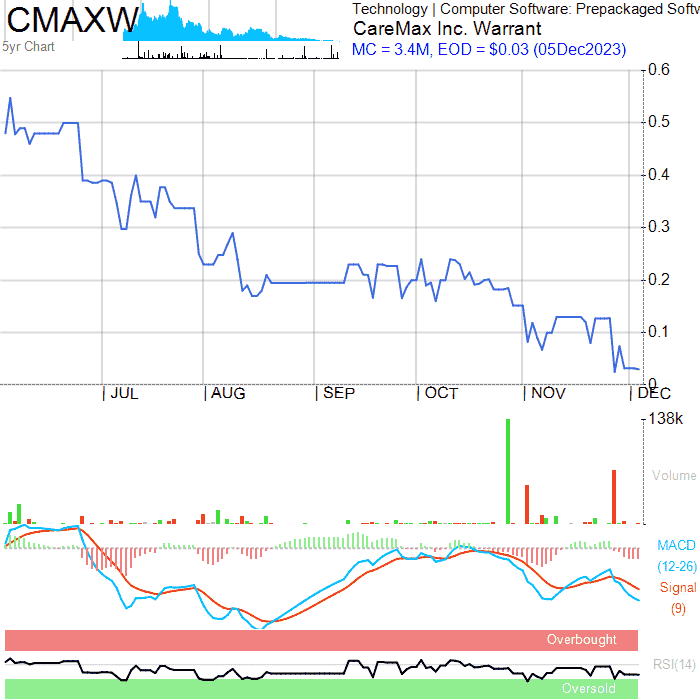 CMAXW
5yr Chart
Technology | Computer Software: Prepackaged Softw
CareMax Inc. Warrant
MC = 3.4M, EOD = $0.03 (05Dec2023)
0.6
0.5
0.4
0.3
0.2
0.1
0
| JUL | AUG | SEP | OCT | NOV | DEC
138k
Volume
MACD
(12-26)
Signal
(9)
Overbought
RSI(14)
Oversold